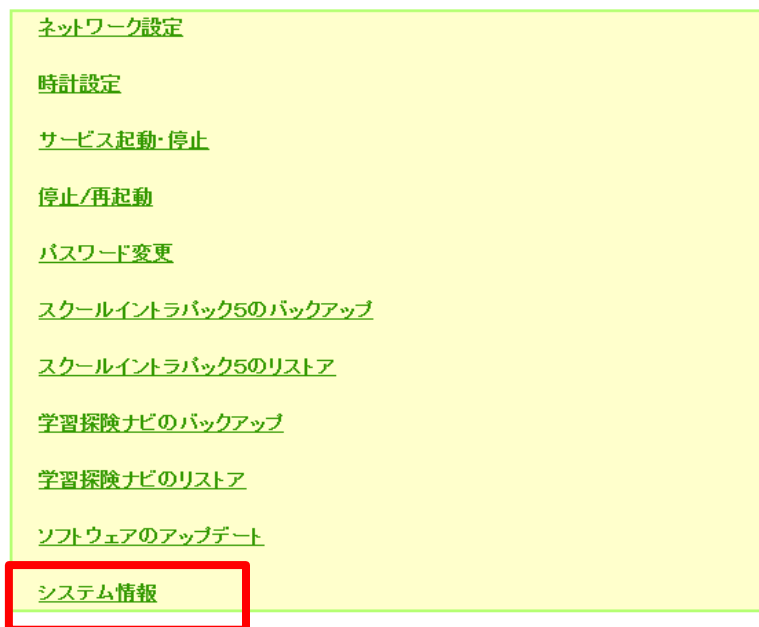 ネットワーク設定
時計設定
サービス起動・停止
停止/再起動
パスワード変更
スクールイントラパック5のバックアップ
スクールイントラパック5のリストア
学習探険ナビのバックアップ
学習探険ナビのリストア
ソフトウェアのアップデート
システム情報